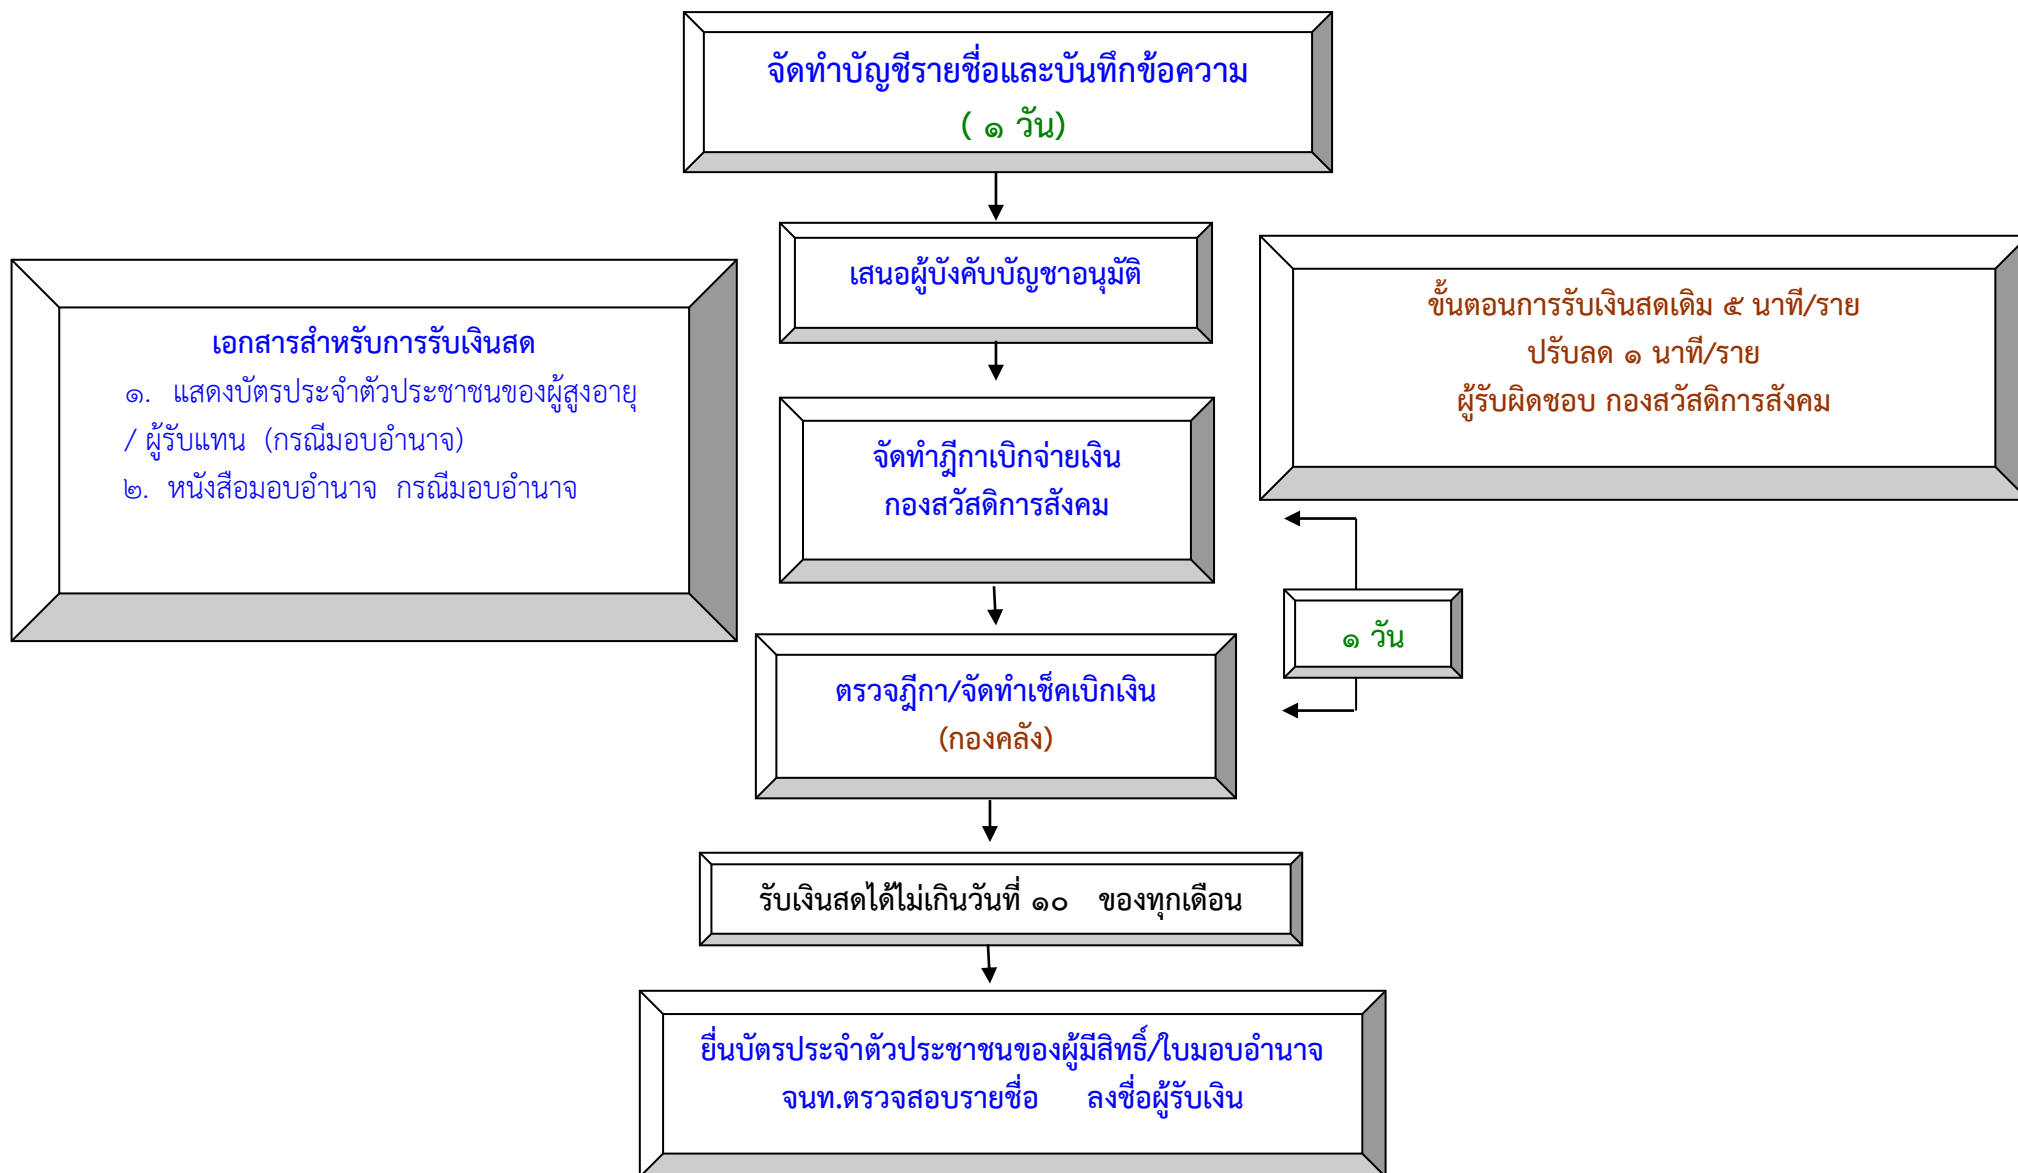 จัดทำบัญชีรายชื่อและบันทึกข้อความ
( ๑ วัน)
เสนอผู้บังคับบัญชาอนุมัติ
เอกสารสำหรับการรับเงินสด
๑. แสดงบัตรประจำตัวประชาชนของผู้สูงอายุ
/ ผู้รับแทน (กรณีมอบอำนาจ)
๒. หนังสือมอบอำนาจ กรณีมอบอำนาจ
ขั้นตอนการรับเงินสดเดิม ๕ นาที/ราย
ปรับลด ๑ นาที/ราย
ผู้รับผิดชอบ กองสวัสดิการสังคม
จัดทำฎีกาเบิกจ่ายเงิน
กองสวัสดิการสังคม
๑ วัน
ตรวจฎีกา/จัดทำเช็คเบิกเงิน
(กองคลัง)
รับเงินสดได้ไม่เกินวันที่ ๑๐ ของทุกเดือน
ยื่นบัตรประจำตัวประชาชนของผู้มีสิทธิ์/ใบมอบอำนาจ
จนท.ตรวจสอบรายชื่อ ลงชื่อผู้รับเงิน